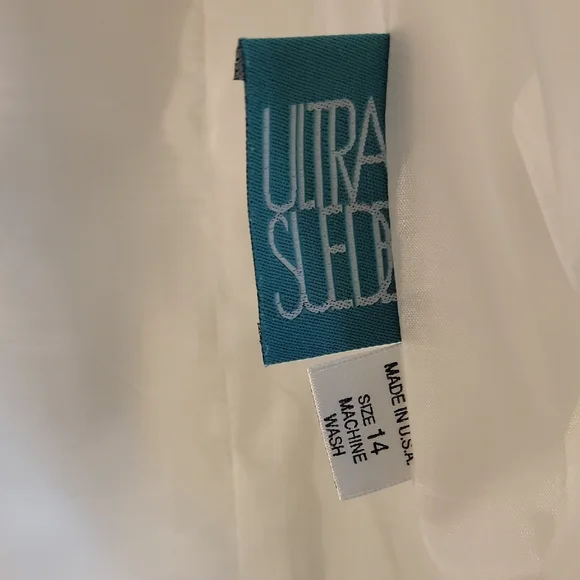 ULTRA
SUEDE
MADE IN U.S.A.
SIZE 14
MACHINE
WASH